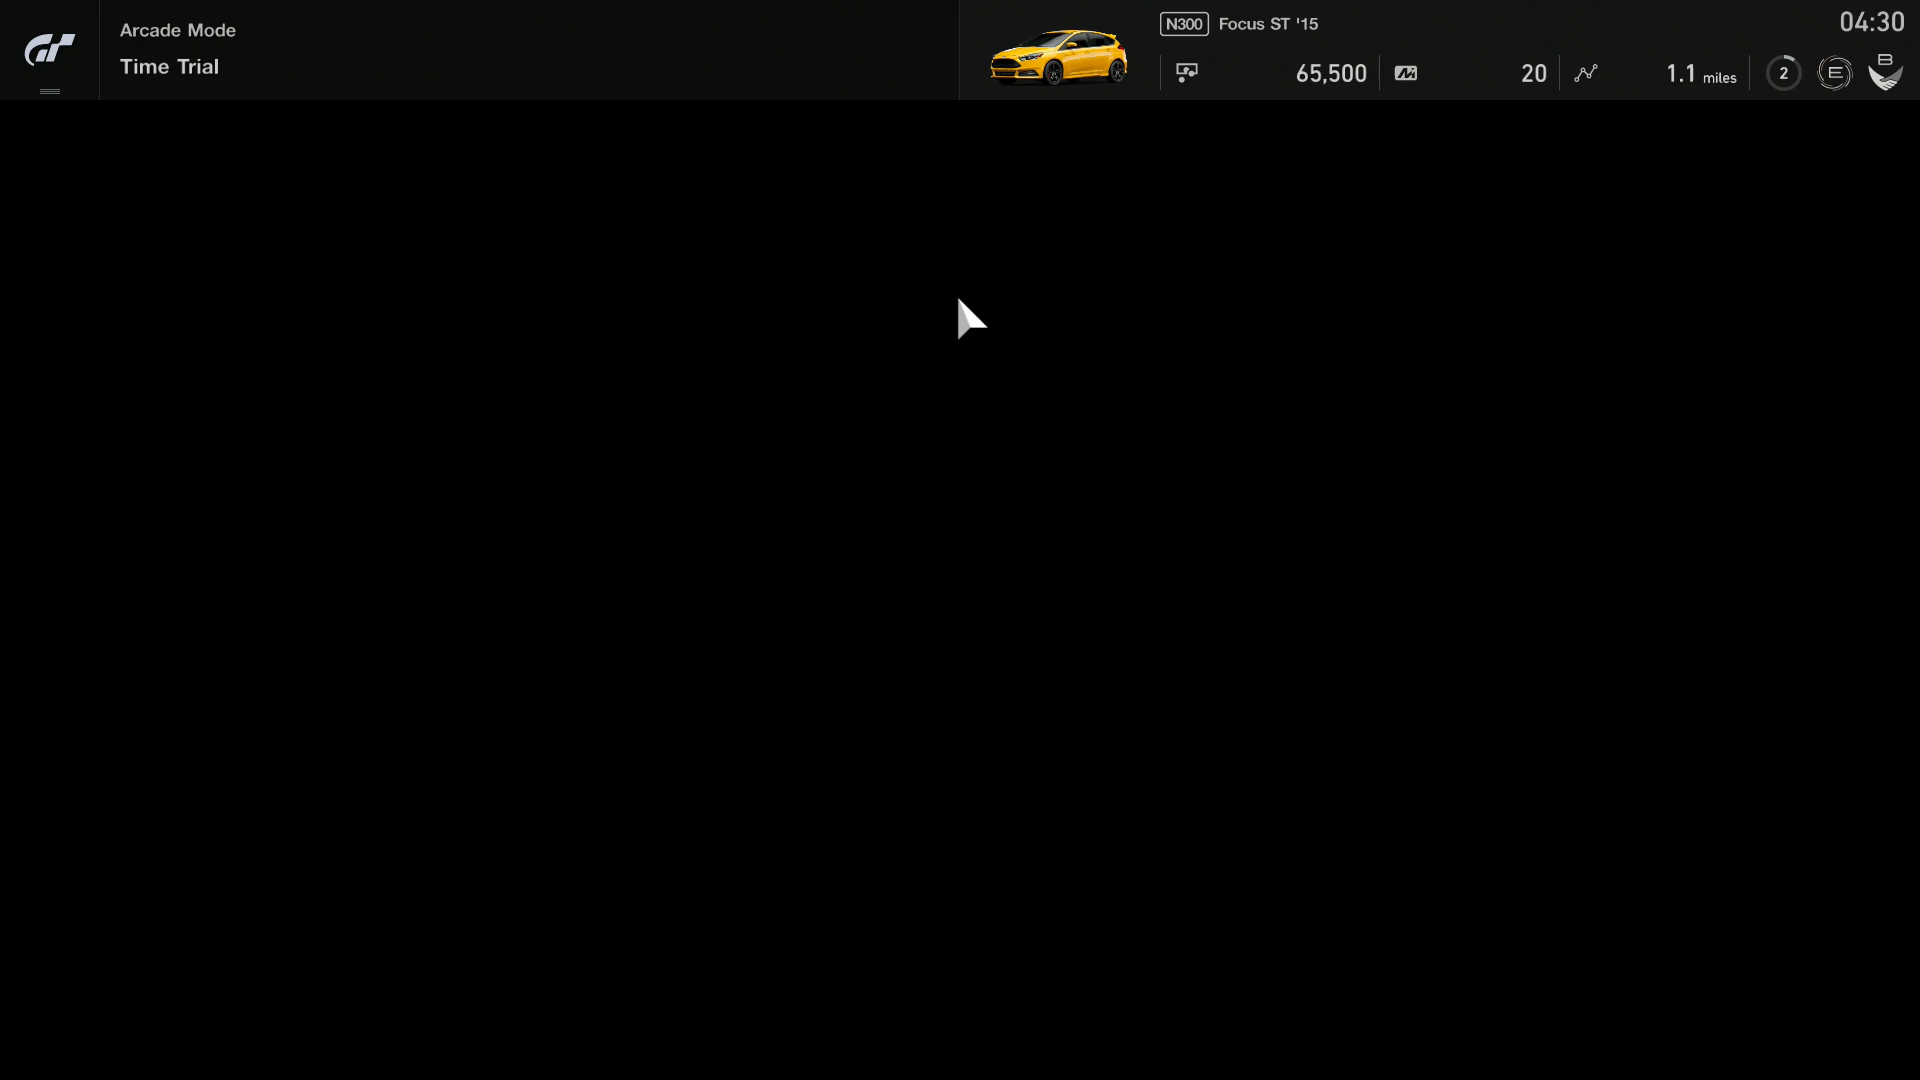 Arcade Mode
Time Trial
N300 Focus ST '15
04:30
65,500
20
1.1 miles
2
E
B